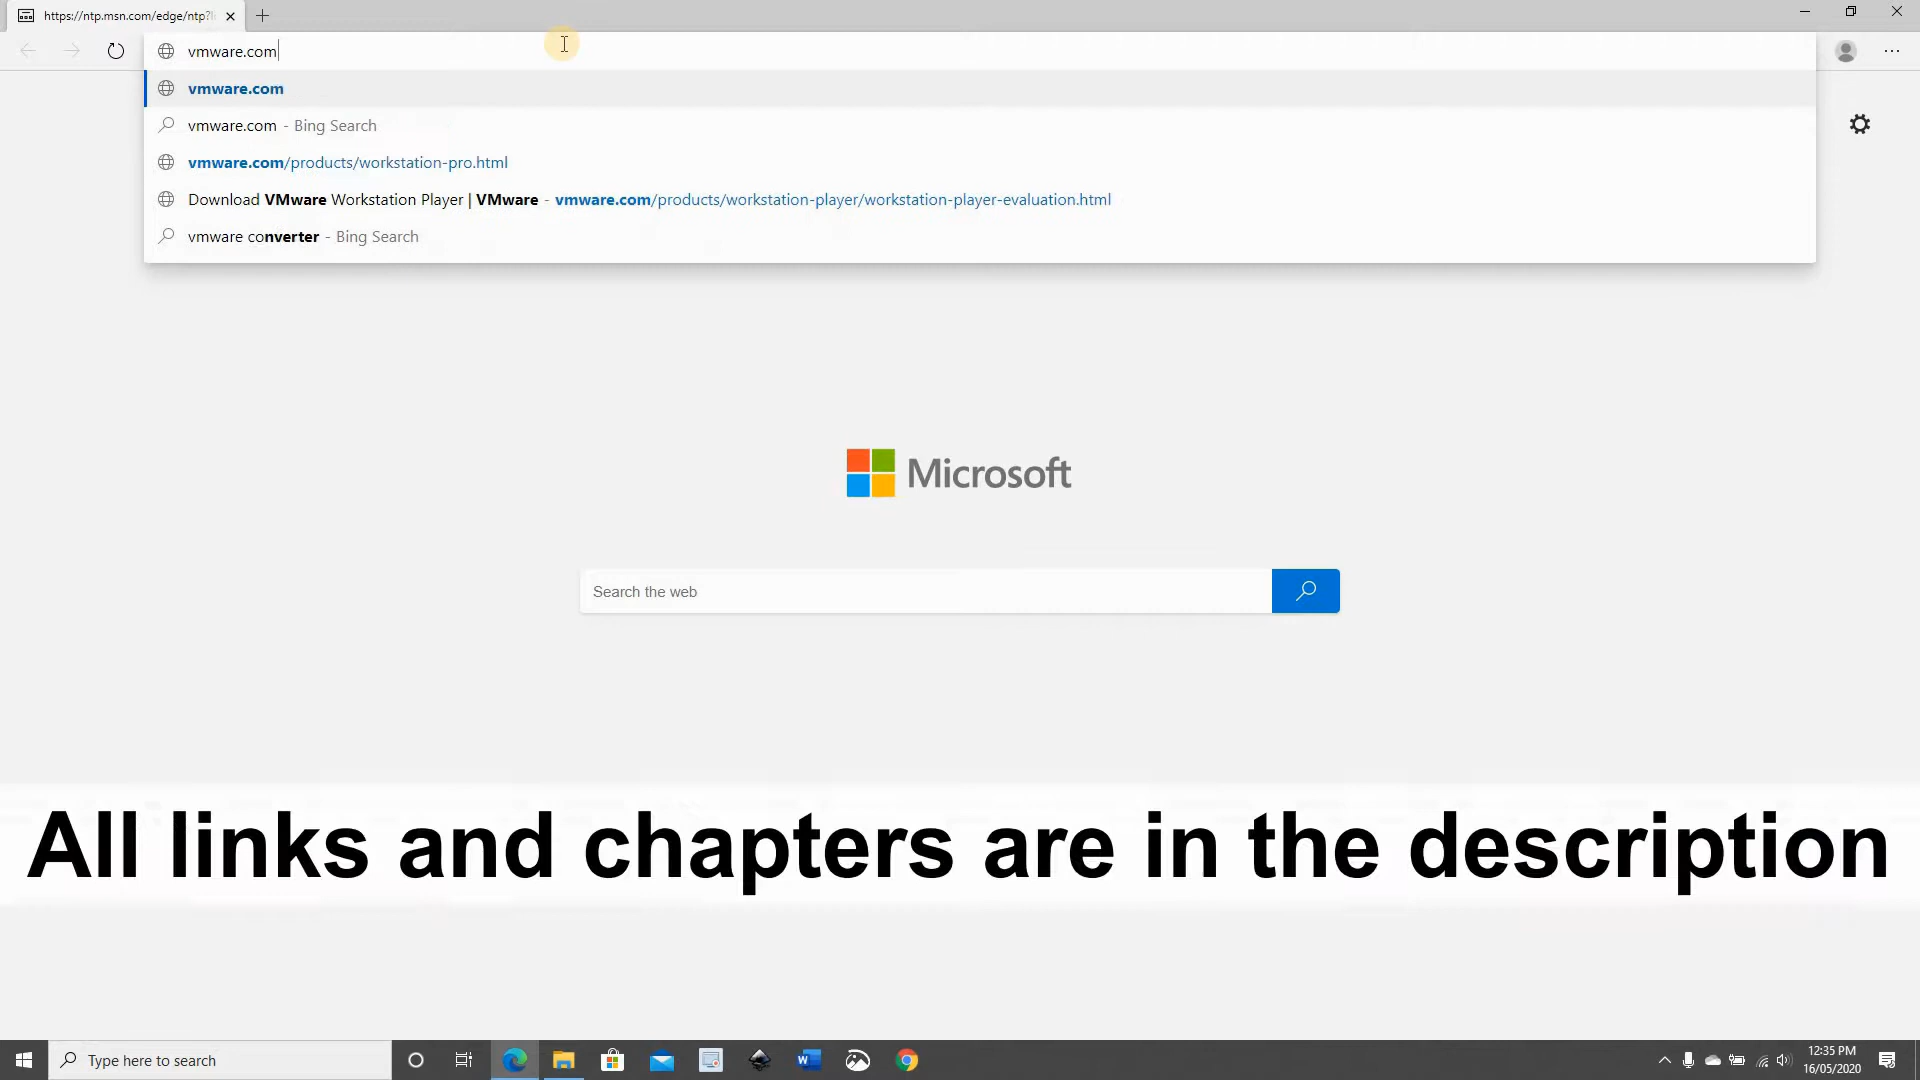 https://ntp.msn.com/edge/ntp?l
vmware.com
vmware.com
vmware.com - Bing Search
vmware.com/products/workstation-pro.html
Download VMware Workstation Player | VMware - vmware.com/products/workstation-player/workstation-player-evaluation.html
vmware converter - Bing Search
Microsoft
Search the web
All links and chapters are in the description
Type here to search
12:35 PM
16/05/2020